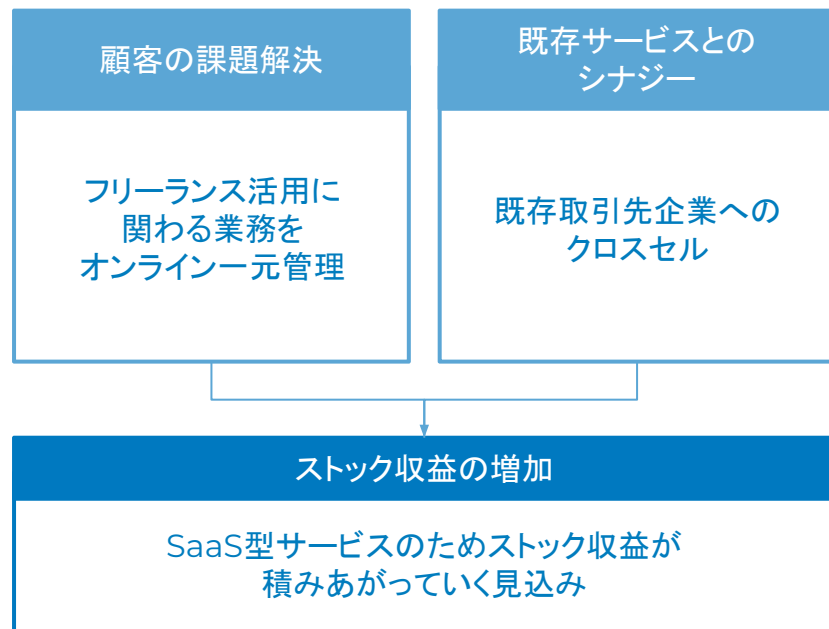 顧客の課題解決
フリーランス活用に
関わる業務を
オンライン一元管理
既存サービスとの
シナジー
既存取引先企業への
クロスセル
ストック収益の増加
SaaS型サービスのためストック収益が
積みあがっていく見込み